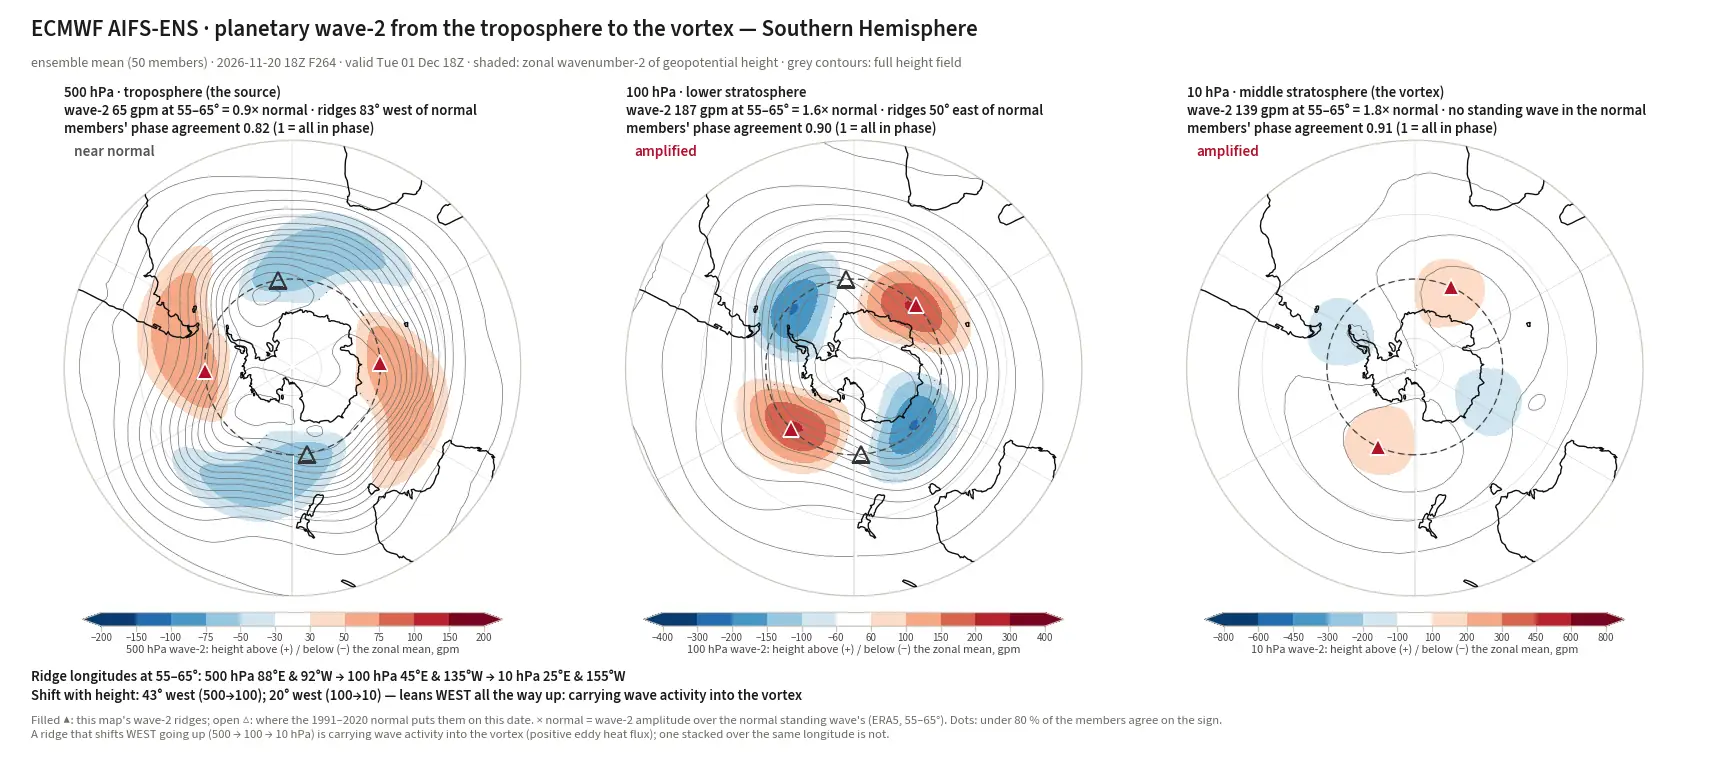 ECMWF AIFS-ENS · planetary wave-2 from the troposphere to the vortex — Southern Hemisphere
ensemble mean (50 members) · 2026-11-20 18Z F264 · valid Tue 01 Dec 18Z · shaded: zonal wavenumber-2 of geopotential height · grey contours: full height field
500 hPa · troposphere (the source)
wave-2 65 gpm at 55–65° = 0.9× normal · ridges 83° west of normal
members' phase agreement 0.82 (1 = all in phase)
near normal
100 hPa · lower stratosphere
wave-2 187 gpm at 55–65° = 1.6× normal · ridges 50° east of normal
members' phase agreement 0.90 (1 = all in phase)
amplified
10 hPa · middle stratosphere (the vortex)
wave-2 139 gpm at 55–65° = 1.8× normal · no standing wave in the normal
members' phase agreement 0.91 (1 = all in phase)
amplified
−200 −150 −100 −75 −50 −30 30 50 75 100 150 200
500 hPa wave-2: height above (+) / below (−) the zonal mean, gpm
−400 −300 −200 −150 −100 −60 60 100 150 200 300 400
100 hPa wave-2: height above (+) / below (−) the zonal mean, gpm
−800 −600 −450 −300 −200 −100 100 200 300 450 600 800
10 hPa wave-2: height above (+) / below (−) the zonal mean, gpm
Ridge longitudes at 55–65°: 500 hPa 88°E & 92°W → 100 hPa 45°E & 135°W → 10 hPa 25°E & 155°W
Shift with height: 43° west (500→100); 20° west (100→10) — leans WEST all the way up: carrying wave activity into the vortex
Filled ▲: this map's wave-2 ridges; open △: where the 1991–2020 normal puts them on this date. × normal = wave-2 amplitude over the normal standing wave's (ERA5, 55–65°). Dots: under 80 % of the members agree on the sign.
A ridge that shifts WEST going up (500 → 100 → 10 hPa) is carrying wave activity into the vortex (positive eddy heat flux); one stacked over the same longitude is not.